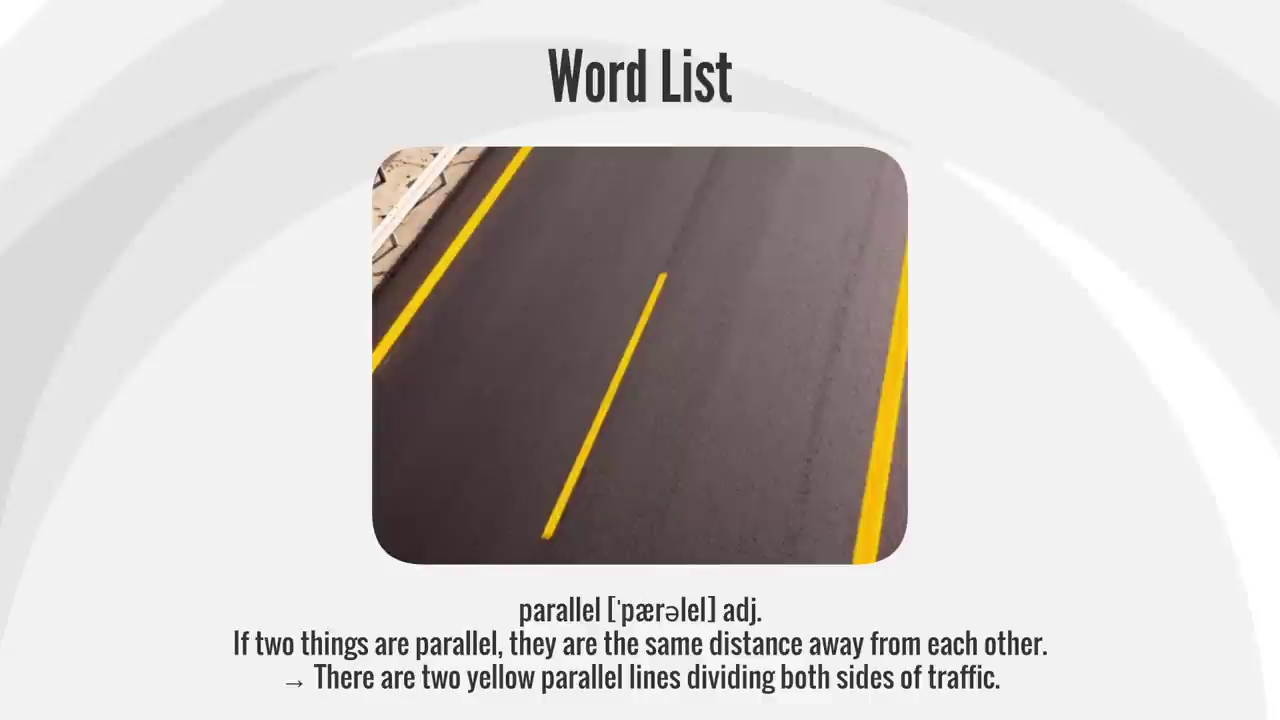 Word List
parallel [ˈpærəlel] adj.
If two things are parallel, they are the same distance away from each other.
→ There are two yellow parallel lines dividing both sides of traffic.